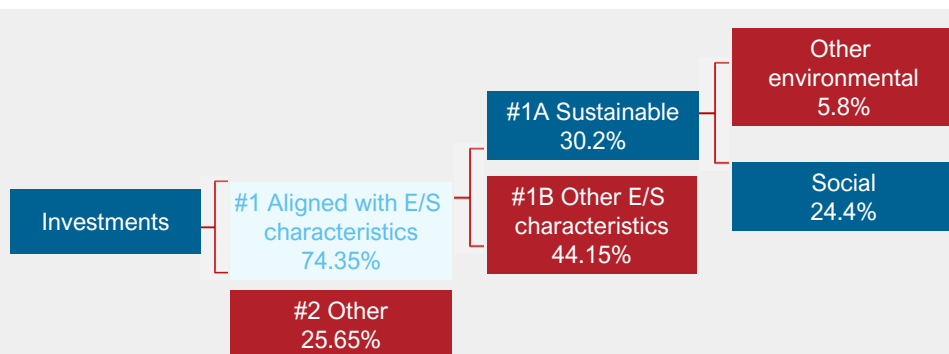 Investments
#1 Aligned with E/S
characteristics
74.35%
#2 Other
25.65%
#1A Sustainable
30.2%
#1B Other E/S
characteristics
44.15%
Other
environmental
5.8%
Social
24.4%